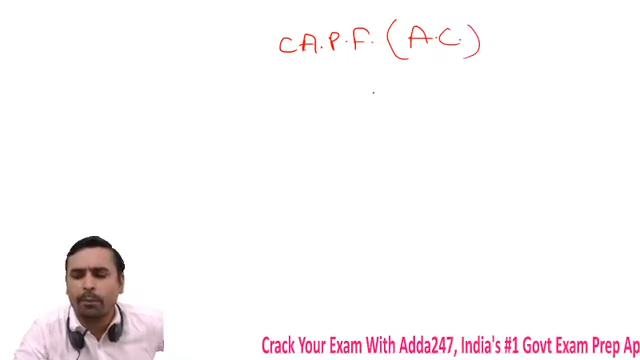 C.A.P.F. (A.C.)
Crack Your Exam With Adda247, India's #1 Govt Exam Prep Ap